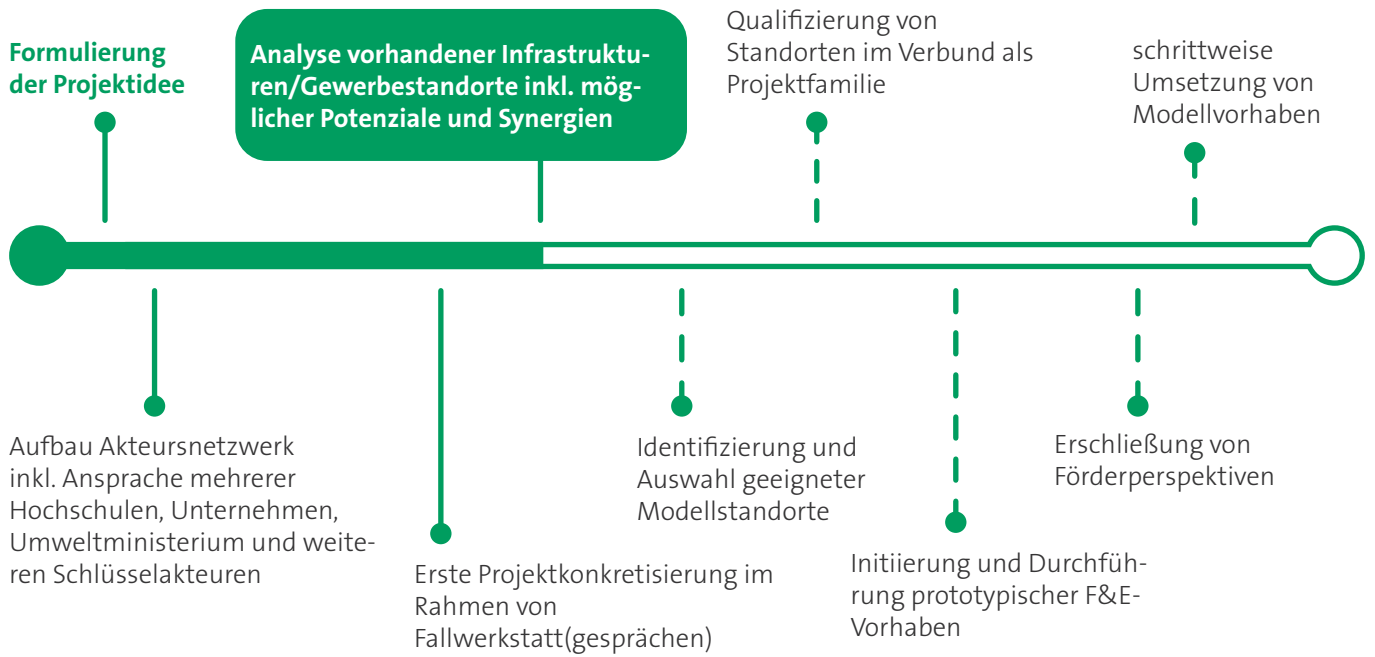 Formulierung
der Projektidee
Analyse vorhandener Infrastruktu-
ren/Gewerbestandorte inkl. mög-
licher Potenziale und Synergien
Qualifizierung von
Standorten im Verbund als
Projektfamilie
schrittweise
Umsetzung von
Modellvorhaben
Aufbau Akteursnetzwerk
inkl. Ansprache mehrerer
Hochschulen, Unternehmen,
Umweltministerium und weite-
ren Schlüsselakteuren
Erste Projektkonkretisierung im
Rahmen von
Fallwerkstatt(gesprächen)
Identifizierung und
Auswahl geeigneter
Modellstandorte
Initiierung und Durchfüh-
rung prototypischer F&E-
Vorhaben
Erschließung von
Förderperspektiven